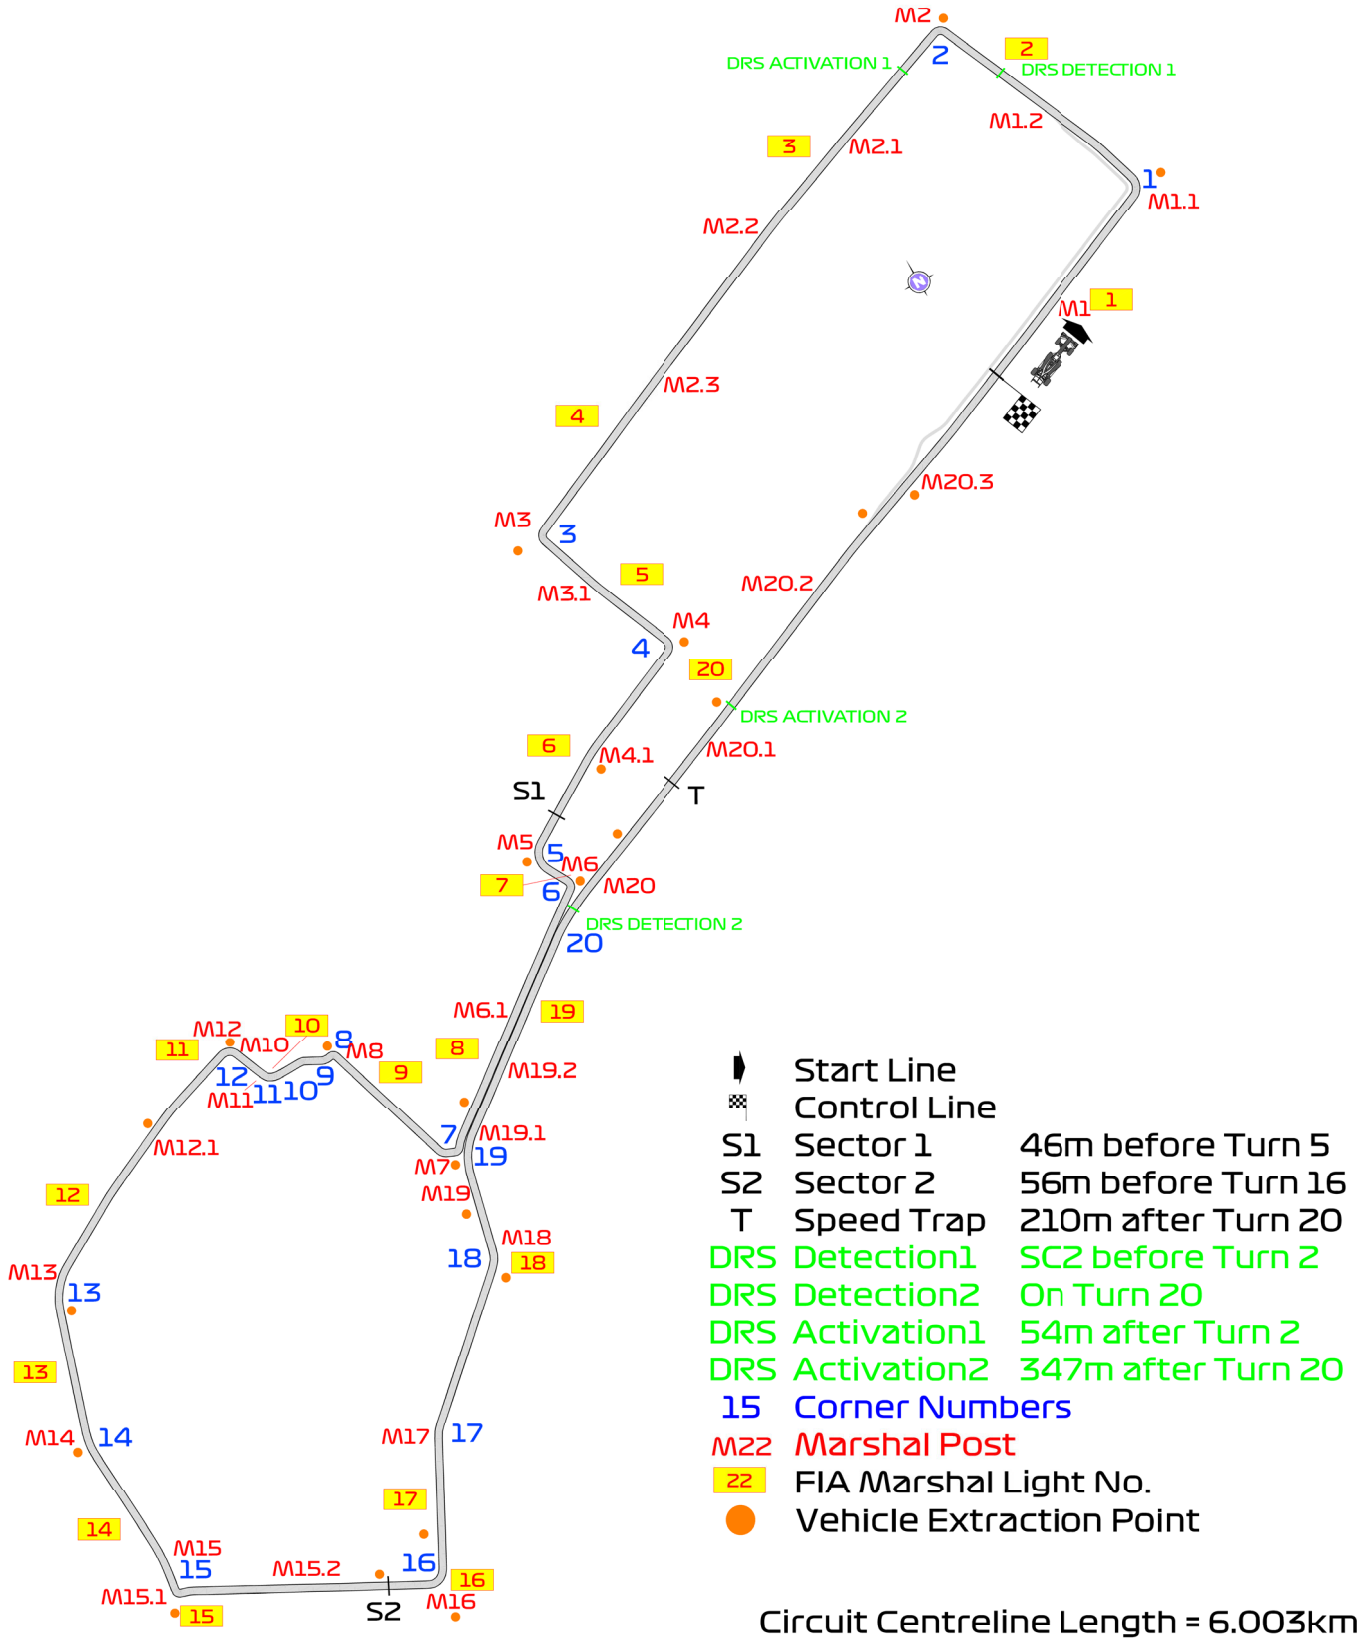 M2
2
2
DRS ACTIVATION 1
DRS DETECTION 1
M1.2
3
M2.1
1
M1.1
M2.2
N
1
M1
M2.3
4
M20.3
M3
3
5
M20.2
M3.1
M4
4
20
DRS ACTIVATION 2
6
M4.1
M20.1
S1
T
M5
5
M6
7
6
M20
DRS DETECTION 2
20
M6.1
19
10
M12
11
M10
8
M8
8
9
M19.2
12
9
11
10
M11
7
M19.1
M12.1
19
M7
12
M19
M18
18
18
M13
13
13
M14
14
M17
17
17
14
M15
15
M15.2
16
16
M15.1
15
S2
M16
Start Line
Control Line
S1 Sector 1 46m before Turn 5
S2 Sector 2 56m before Turn 16
T Speed Trap 210m after Turn 20
DRS Detection1 SC2 before Turn 2
DRS Detection2 On Turn 20
DRS Activation1 54m after Turn 2
DRS Activation2 347m after Turn 20
15 Corner Numbers
M22 Marshal Post
22 FIA Marshal Light No.
Vehicle Extraction Point
Circuit Centreline Length = 6.003km